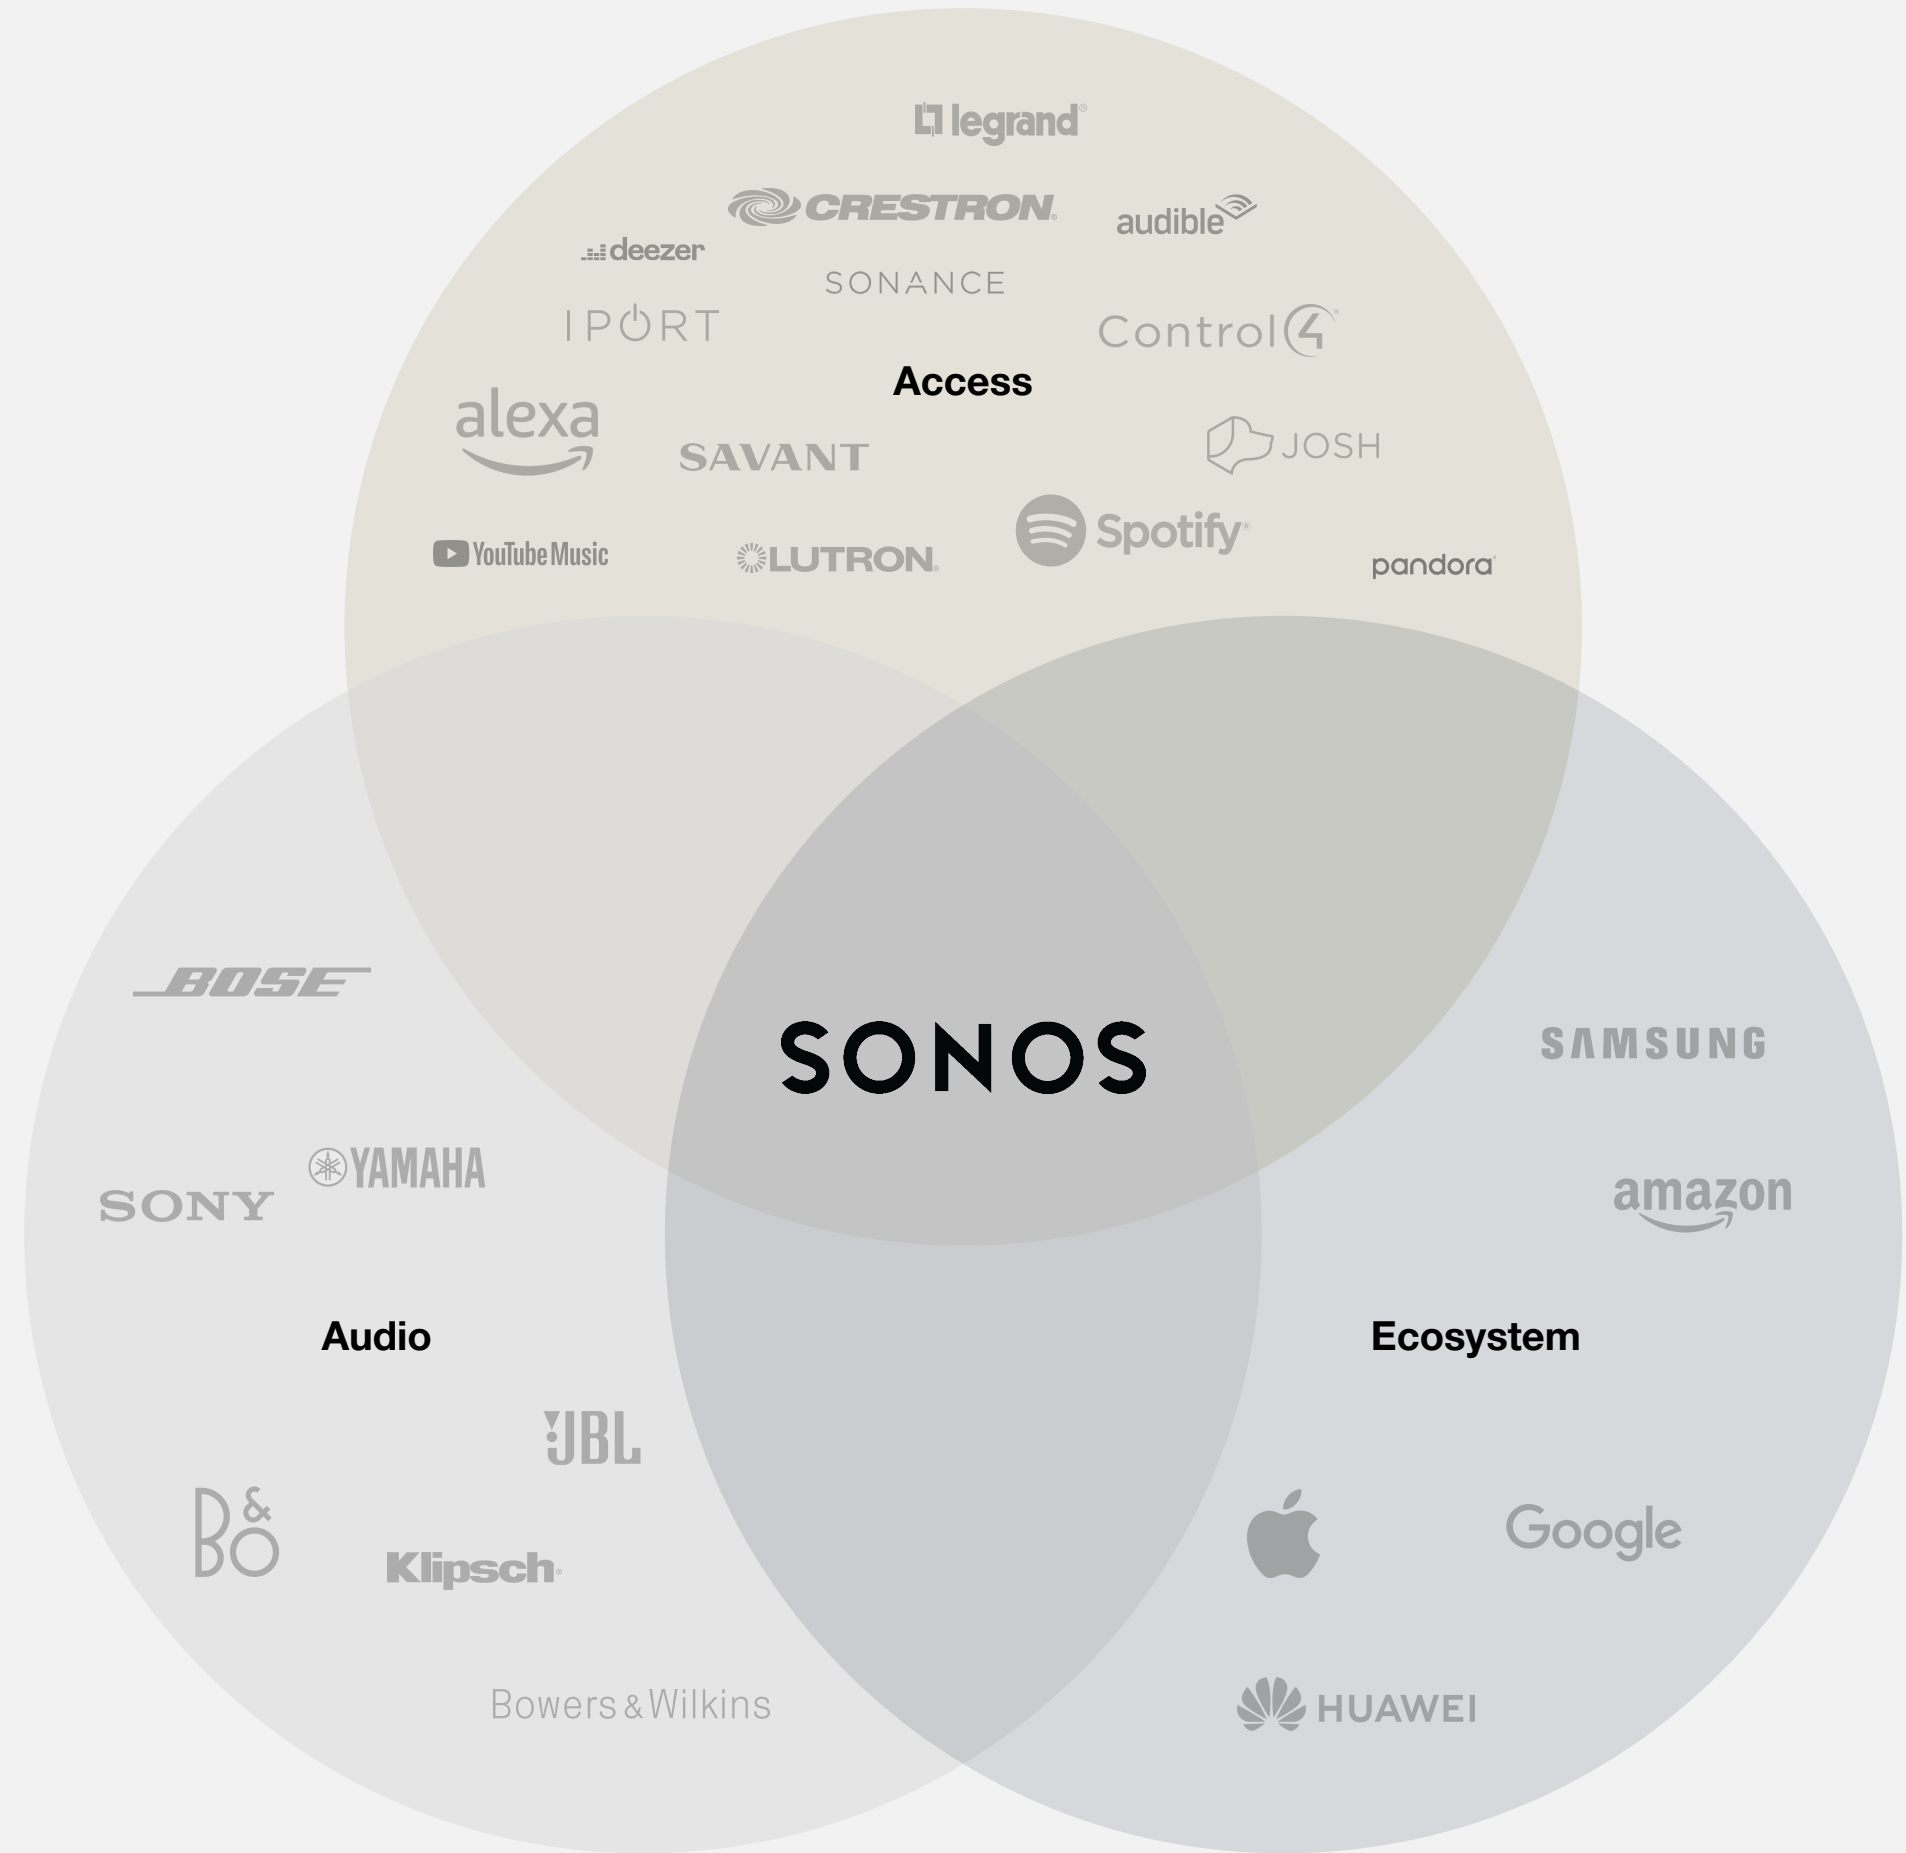 legrand®
CRESTRON®
audible
deezer
SONANCE
IPORT
Control4®
Access
alexa
SAVANT
JOSH
Spotify®
YouTube Music
LUTRON®
pandora®
BOSE
SONOS
SAMSUNG
YAMAHA
SONY
amazon
Audio
Ecosystem
JBL
B&O
Google
Klipsch®
Bowers & Wilkins
HUAWEI